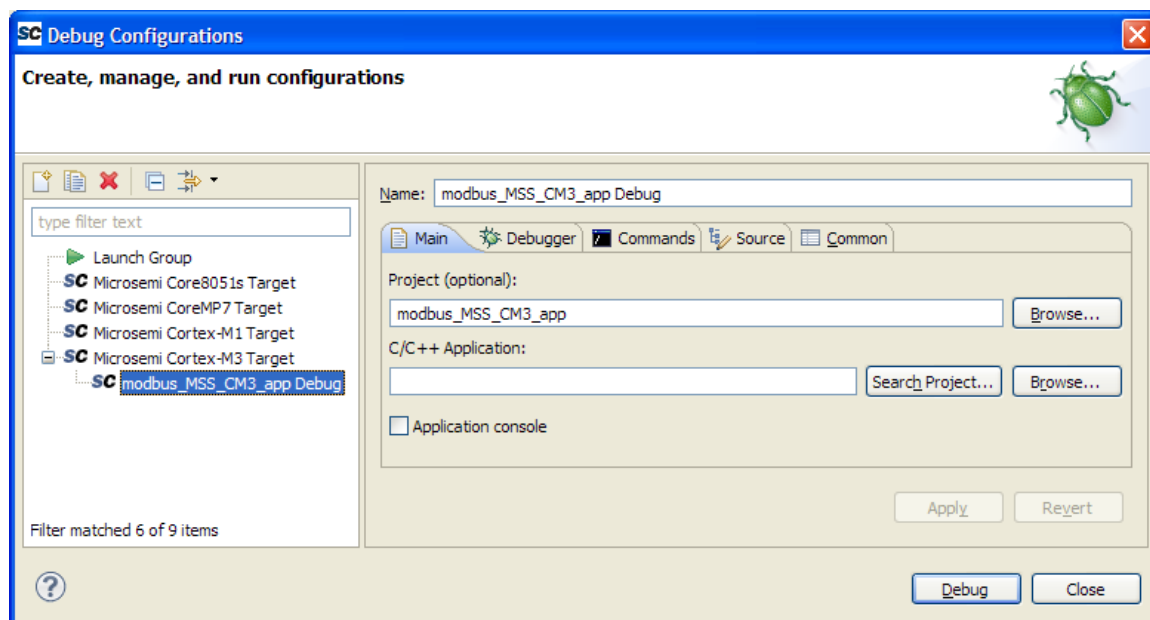 SC Debug Configurations
Create, manage, and run configurations
type filter text
Launch Group
SC Microsemi Core8051s Target
SC Microsemi CoreMP7 Target
SC Microsemi Cortex-M1 Target
SC Microsemi Cortex-M3 Target
SC modbus_MSS_CM3_app Debug
Filter matched 6 of 9 items
Name: modbus_MSS_CM3_app Debug
Main Debugger Commands Source Common
Project (optional):
modbus_MSS_CM3_app Browse...
C/C++ Application:
Search Project... Browse...
Application console
Apply Revert
? Debug Close